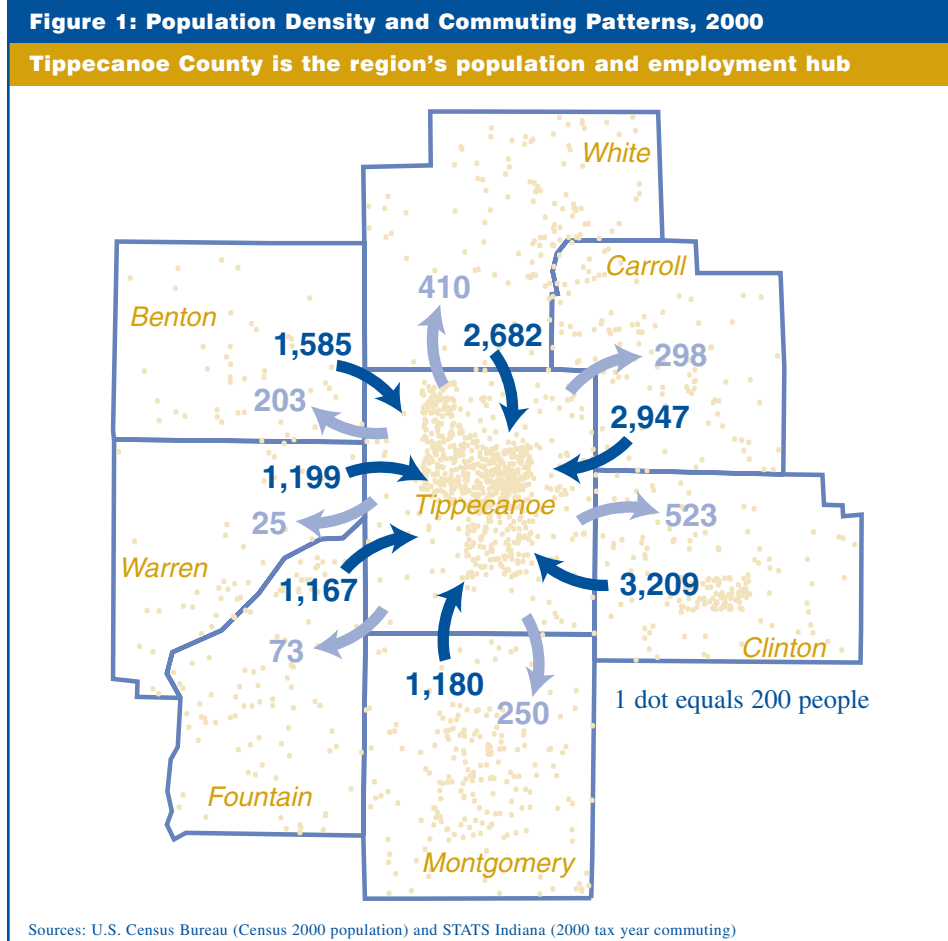 Figure 1: Population Density and Commuting Patterns, 2000
Tippecanoe County is the region's population and employment hub
White
Carroll
410
Benton
1,585
2,682
298
203
2,947
1,199
Tippecanoe
25
523
Warren
1,167
3,209
73
Clinton
1,180
250
1 dot equals 200 people
Fountain
Montgomery
Sources: U.S. Census Bureau (Census 2000 population) and STATS Indiana (2000 tax year commuting)